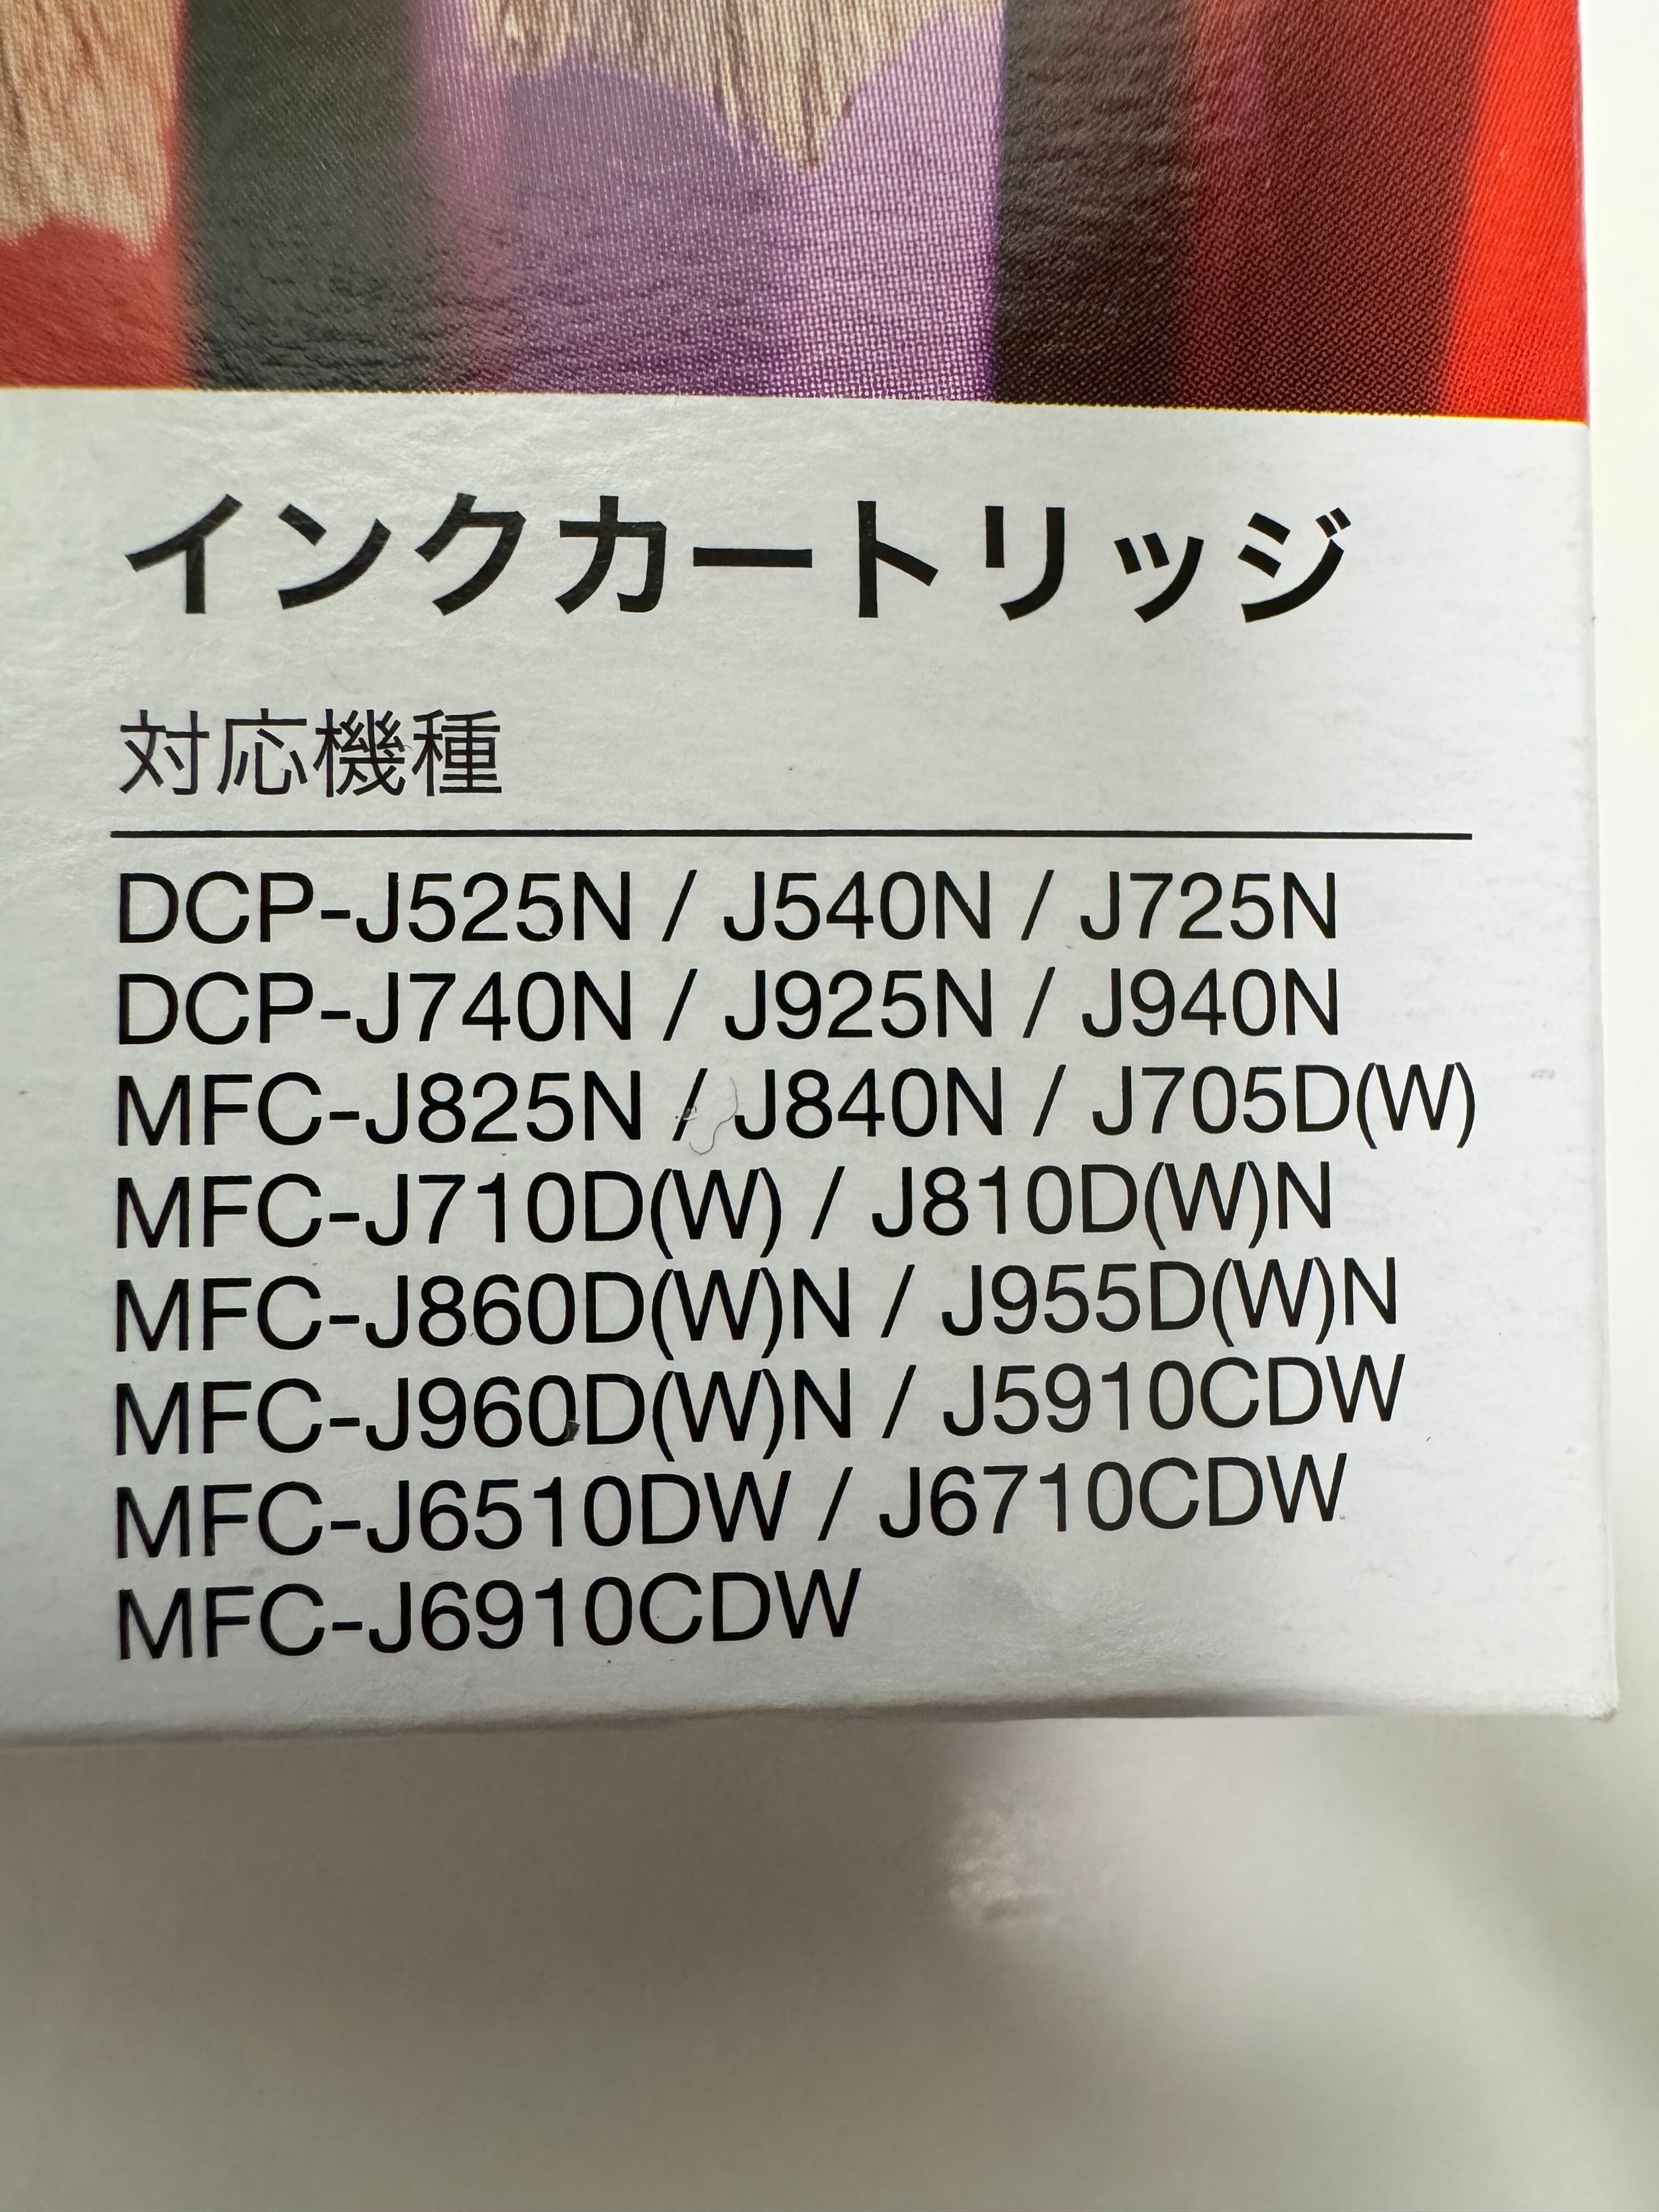 インクカートリッジ
対応機種
DCP-J525N / J540N / J725N
DCP-J740N / J925N / J940N
MFC-J825N / J840N / J705D(W)
MFC-J710D(W) / J810D(W)N
MFC-J860D(W)N / J955D(W)N
MFC-J960D(W)N / J5910CDW
MFC-J6510DW / J6710CDW
MFC-J6910CDW